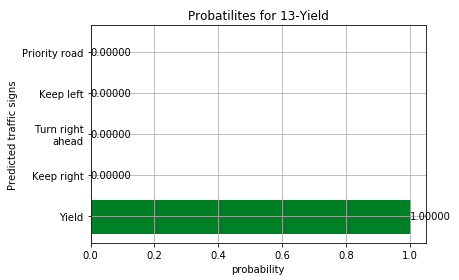 Probatilites for 13-Yield
Predicted traffic signs
Priority road 0.00000
Keep left 0.00000
Turn right
ahead 0.00000
Keep right 0.00000
Yield 1.00000
0.0 0.2 0.4 0.6 0.8 1.0
probability